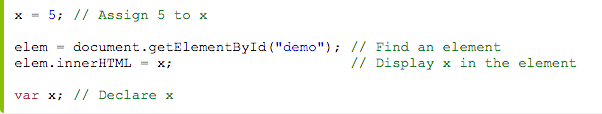 x = 5; // Assign 5 to x
elem = document.getElementById("demo"); // Find an element
elem.innerHTML = x;                     // Display x in the element
var x; // Declare x